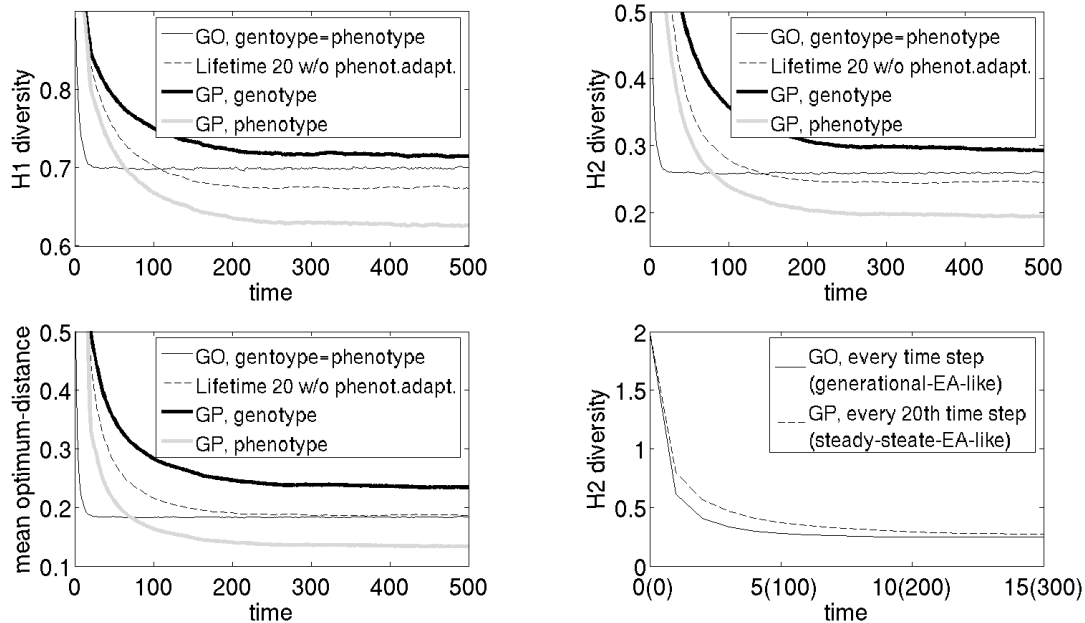 H1 diversity
0.9
0.8
0.7
0.6
GO, gentoype=phenotype
Lifetime 20 w/o phenot.adapt.
GP, genotype
GP, phenotype
0 100 200 300 400 500
time
H2 diversity
0.5
0.4
0.3
0.2
GO, gentoype=phenotype
Lifetime 20 w/o phenot.adapt.
GP, genotype
GP, phenotype
0 100 200 300 400 500
time
mean optimum-distance
0.5
0.4
0.3
0.2
0.1
GO, gentoype=phenotype
Lifetime 20 w/o phenot.adapt.
GP, genotype
GP, phenotype
0 100 200 300 400 500
time
H2 diversity
2
1.5
1
0.5
0
GO, every time step
(generational-EA-like)
GP, every 20th time step
(steady-steate-EA-like)
0(0) 5(100) 10(200) 15(300)
time